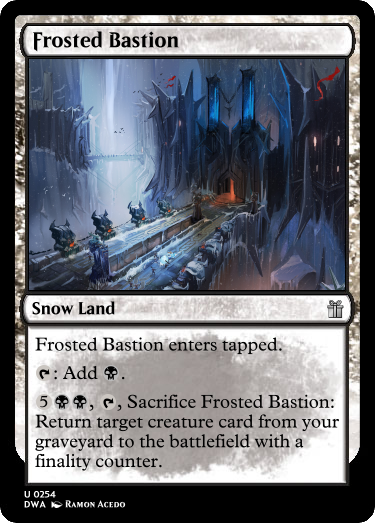 Frosted Bastion
Snow Land
Frosted Bastion enters tapped.
: Add .
5 , , Sacrifice Frosted Bastion:
Return target creature card from your
graveyard to the battlefield with a
finality counter.
U 0254
DWA Ramon Acedo